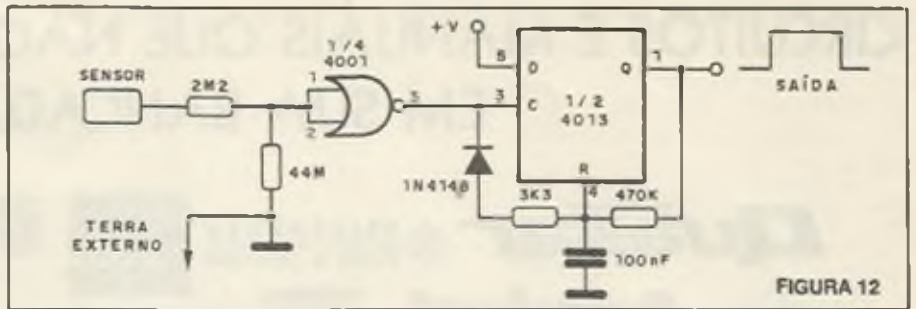 +V
1/4
4001
SENSOR
2M2
1
2
3
5
D
Q
1
3
C
1/2
4013
R
4
SAÍDA
44M
1N4148
3K3
470K
TERRA
EXTERNO
100nF
FIGURA 12